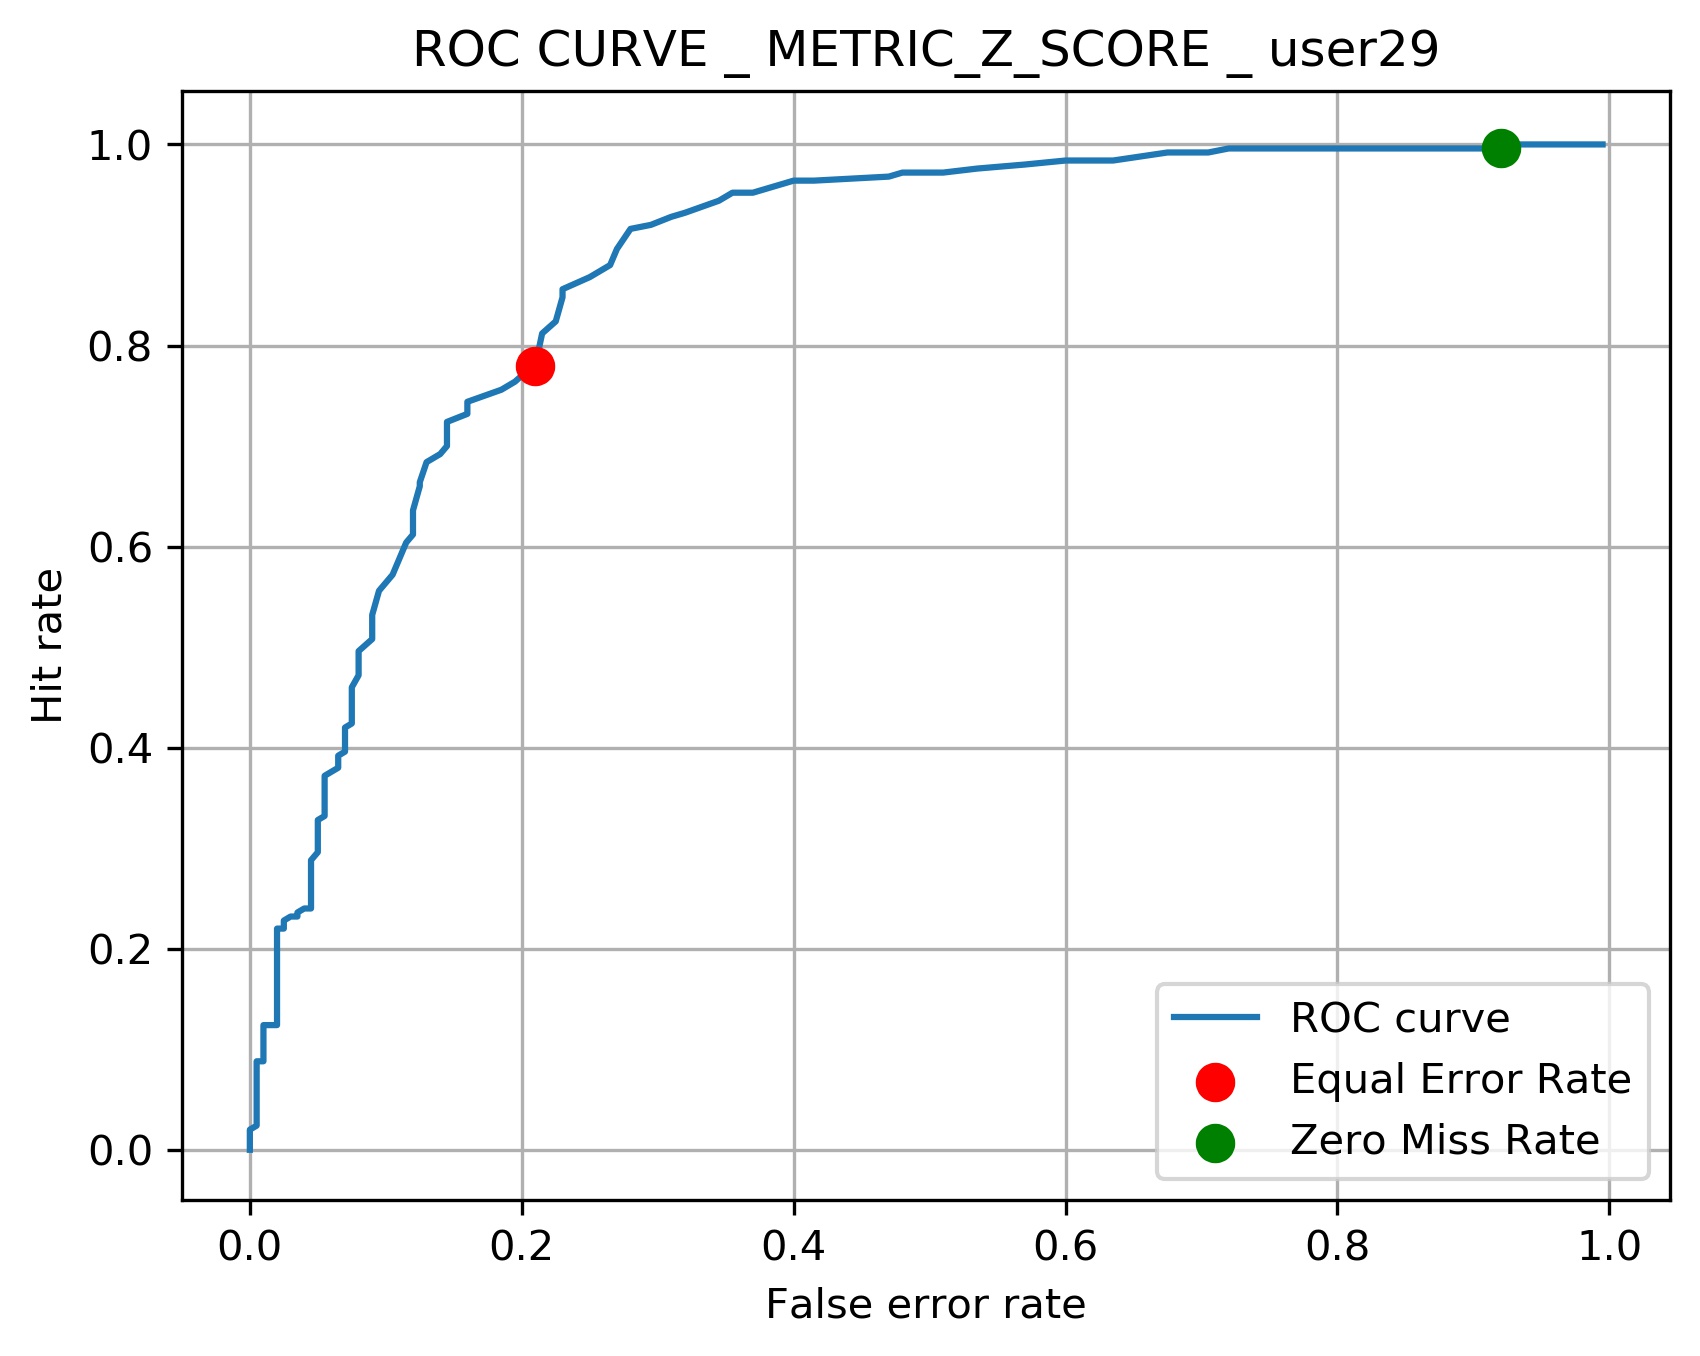 ROC CURVE _ METRIC_Z_SCORE _ user29
1.0
0.8
0.6
0.4
0.2
0.0
Hit rate
ROC curve
Equal Error Rate
Zero Miss Rate
0.0 0.2 0.4 0.6 0.8 1.0
False error rate